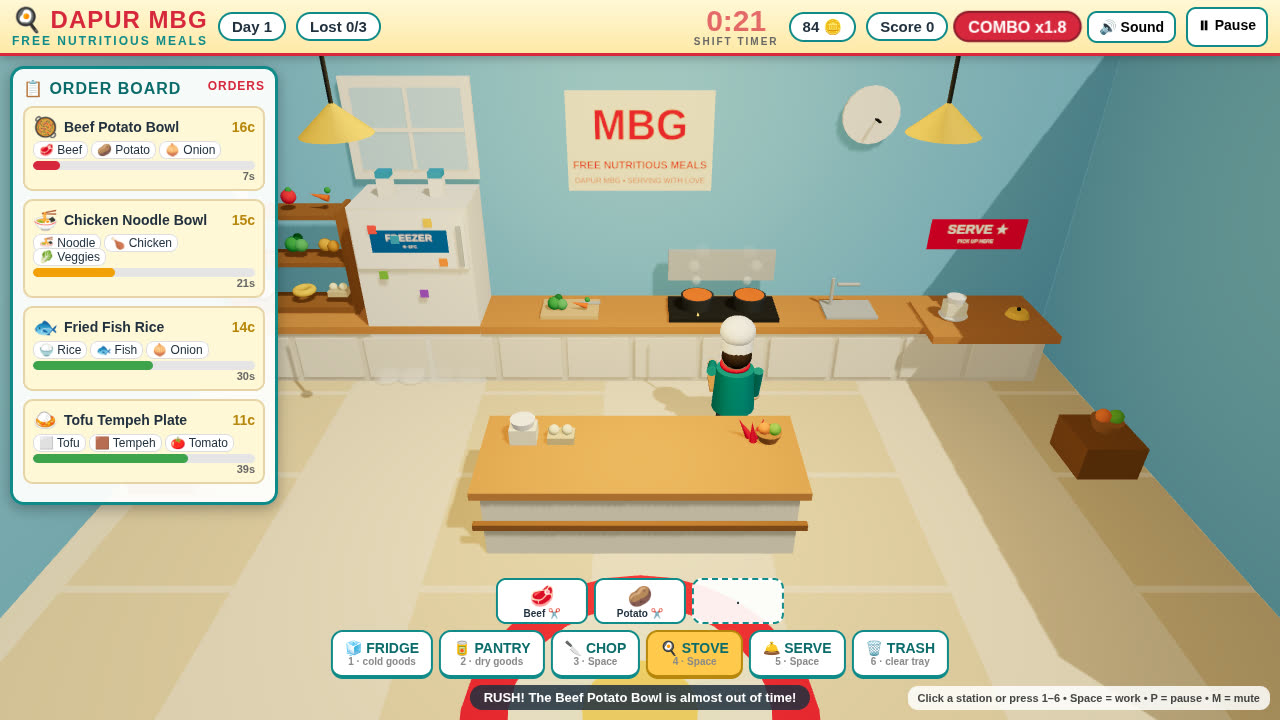 DAPUR MBG
FREE NUTRITIOUS MEALS
Day 1
Lost 0/3
0:21
SHIFT TIMER
84
Score 0
COMBO x1.8
Sound
Pause
ORDER BOARD
ORDERS
Beef Potato Bowl 16c
Beef Potato Onion
7s
Chicken Noodle Bowl 15c
Noodle Chicken
Veggies
21s
Fried Fish Rice 14c
Rice Fish Onion
30s
Tofu Tempeh Plate 11c
Tofu Tempeh Tomato
39s
MBG
FREE NUTRITIOUS MEALS
DAPUR MBG • SERVING WITH LOVE
FREEZER
SERVE ★
PICK UP HERE
Beef
Potato
FRIDGE
1 · cold goods
PANTRY
2 · dry goods
CHOP
3 · Space
STOVE
4 · Space
SERVE
5 · Space
TRASH
6 · clear tray
RUSH! The Beef Potato Bowl is almost out of time!
Click a station or press 1–6 • Space = work • P = pause • M = mute